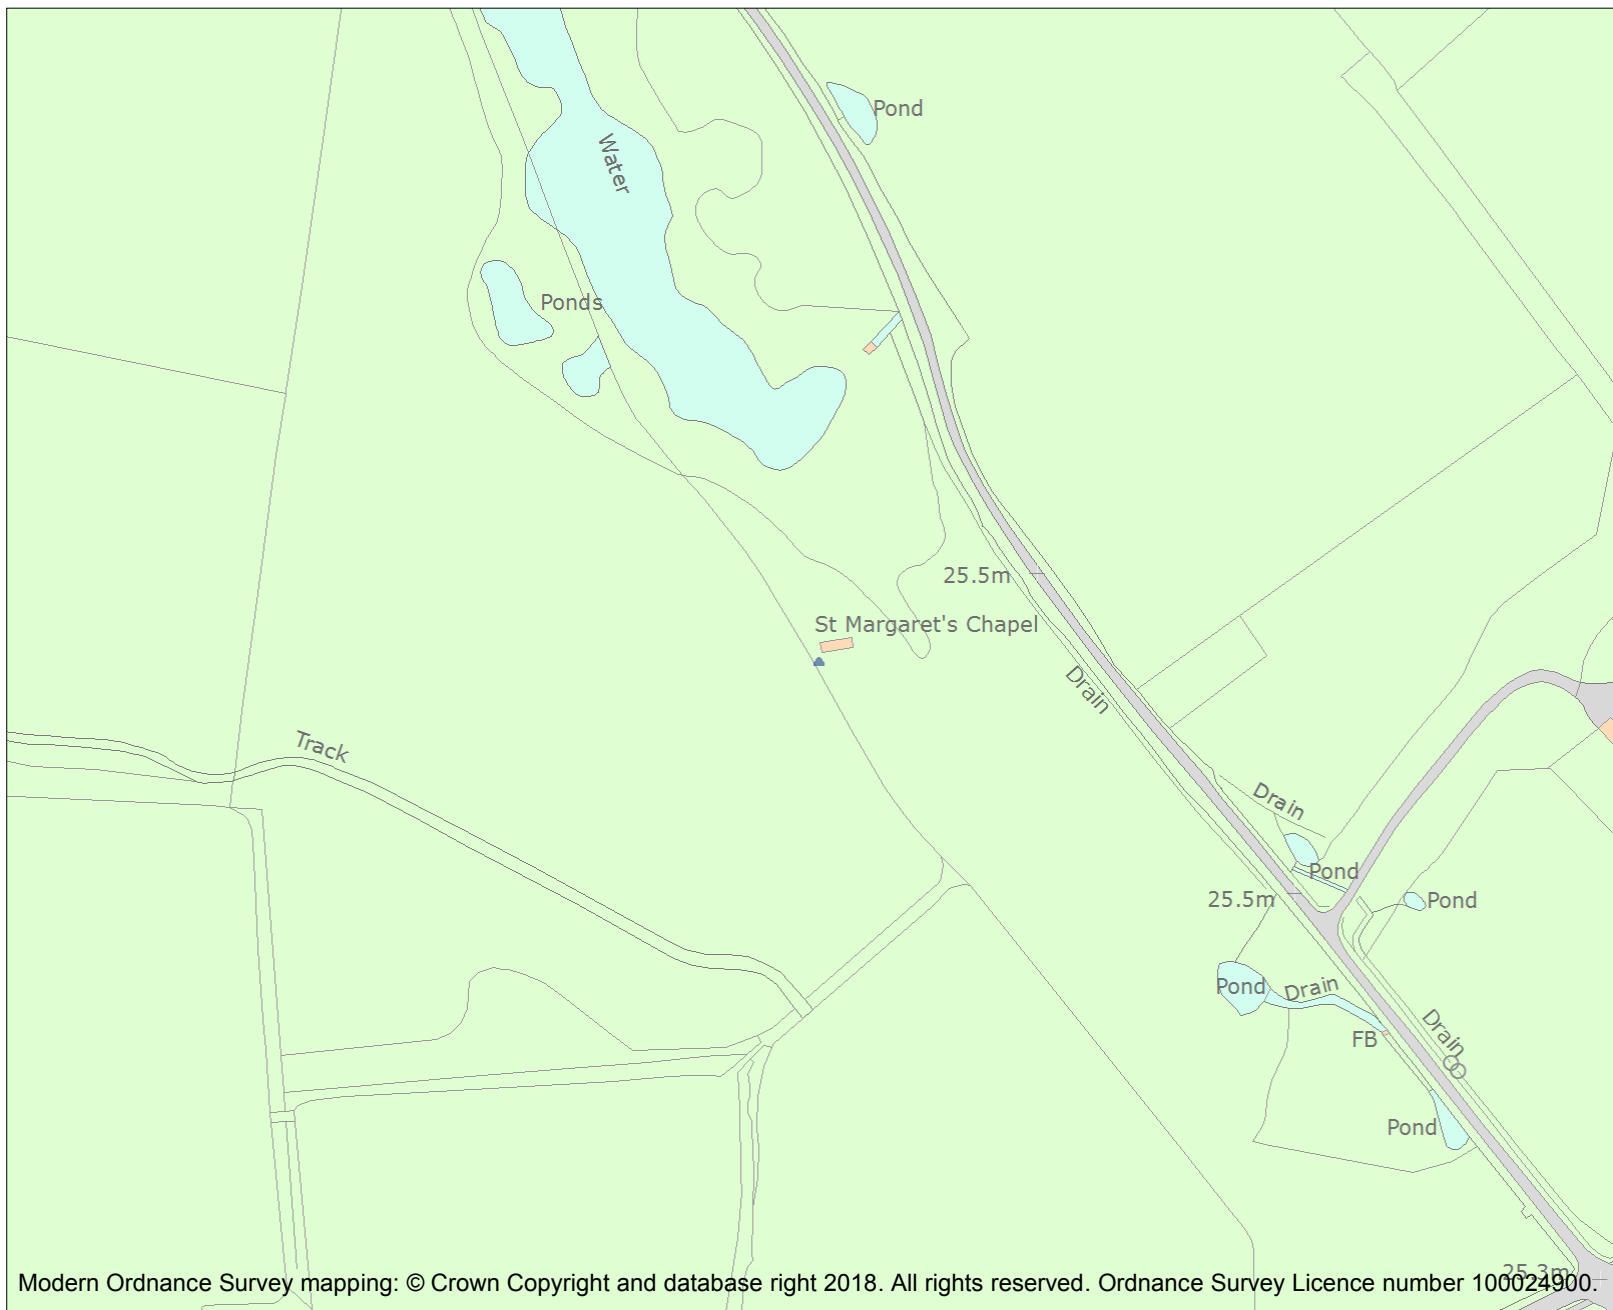 Pond
Water
Ponds
25.5m
St Margaret's Chapel
Drain
Track
Drain
Pond
25.5m
Pond
Pond
Drain
Drain
FB
Pond
25.3m
Modern Ordnance Survey mapping: © Crown Copyright and database right 2018. All rights reserved. Ordnance Survey Licence number 100024900.